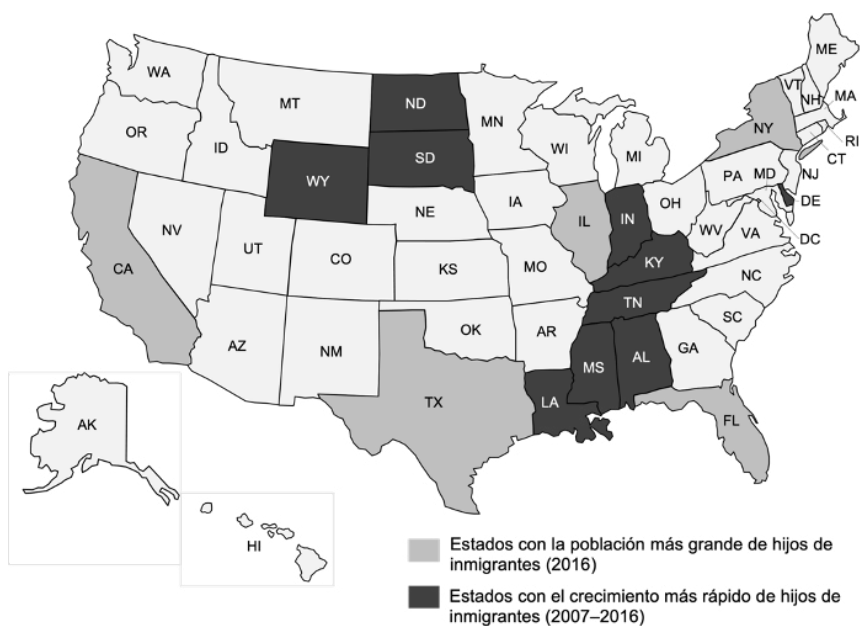 ME
WA
VT
NH
MA
MT
ND
MN
OR
NY
RI
ID
WI
MI
CT
SD
WY
PA
MD
NJ
IA
OH
DE
NE
IL
IN
NV
WV
VA
DC
UT
CO
CA
KS
MO
KY
NC
TN
SC
AZ
NM
OK
AR
GA
MS
AL
TX
LA
FL
AK
HI
Estados con la población más grande de hijos de
inmigrantes (2016)
Estados con el crecimiento más rápido de hijos de
inmigrantes (2007–2016)